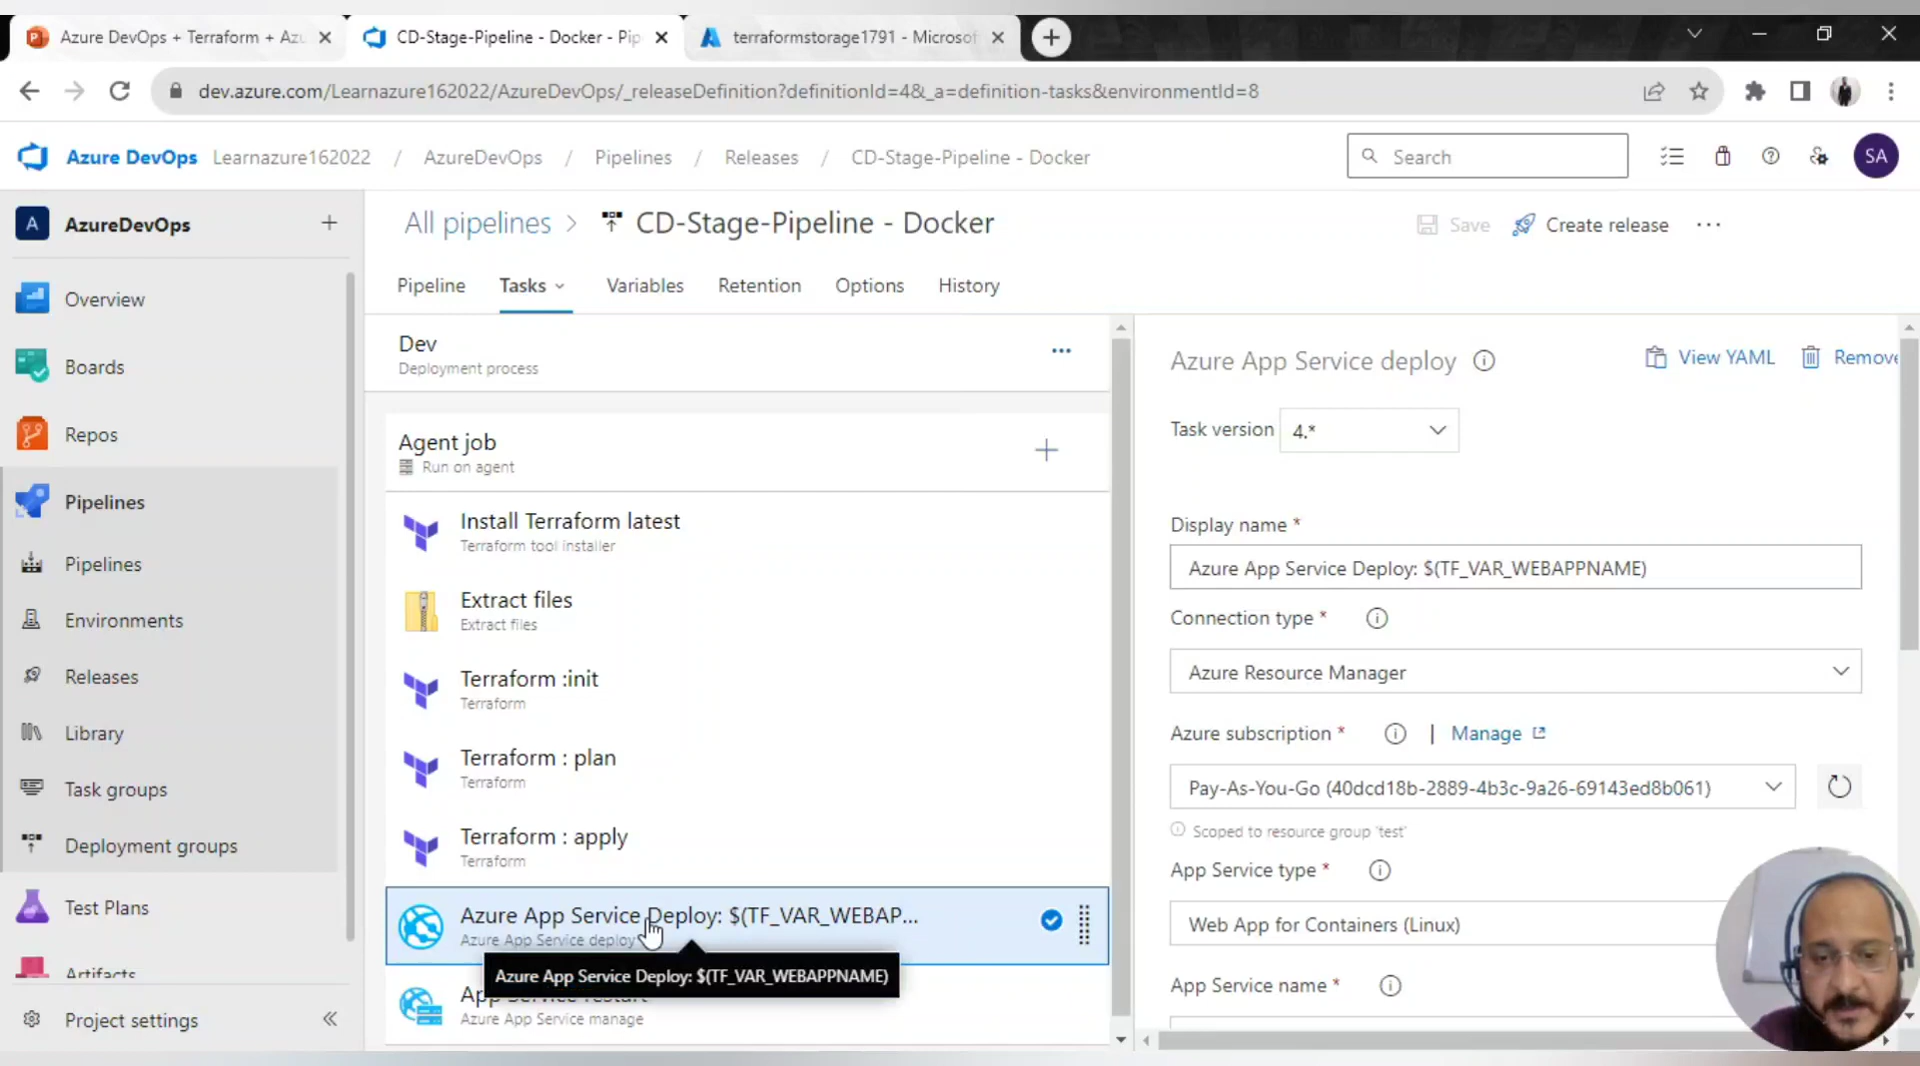 Azure DevOps + Terraform + Azu
CD-Stage-Pipeline - Docker - Pip
terraformstorage1791 - Microsof
dev.azure.com/Learnazure162022/AzureDevOps/_releaseDefinition?definitionId=4&_a=definition-tasks&environmentId=8
Azure DevOps Learnazure162022 / AzureDevOps / Pipelines / Releases / CD-Stage-Pipeline - Docker
Search
SA
A AzureDevOps
Overview
Boards
Repos
Pipelines
Pipelines
Environments
Releases
Library
Task groups
Deployment groups
Test Plans
Artifacts
Project settings
All pipelines > CD-Stage-Pipeline - Docker
Save
Create release
Pipeline Tasks Variables Retention Options History
Dev
Deployment process
Agent job
Run on agent
Install Terraform latest
Terraform tool installer
Extract files
Extract files
Terraform :init
Terraform
Terraform : plan
Terraform
Terraform : apply
Terraform
Azure App Service Deploy: $(TF_VAR_WEBAP...
Azure App Service deploy
Azure App Service Deploy: $(TF_VAR_WEBAPPNAME)
App Service restart
Azure App Service manage
Azure App Service deploy
View YAML
Remove
Task version 4.*
Display name *
Azure App Service Deploy: $(TF_VAR_WEBAPPNAME)
Connection type *
Azure Resource Manager
Azure subscription * | Manage
Pay-As-You-Go (40dcd18b-2889-4b3c-9a26-69143ed8b061)
Scoped to resource group 'test'
App Service type *
Web App for Containers (Linux)
App Service name *